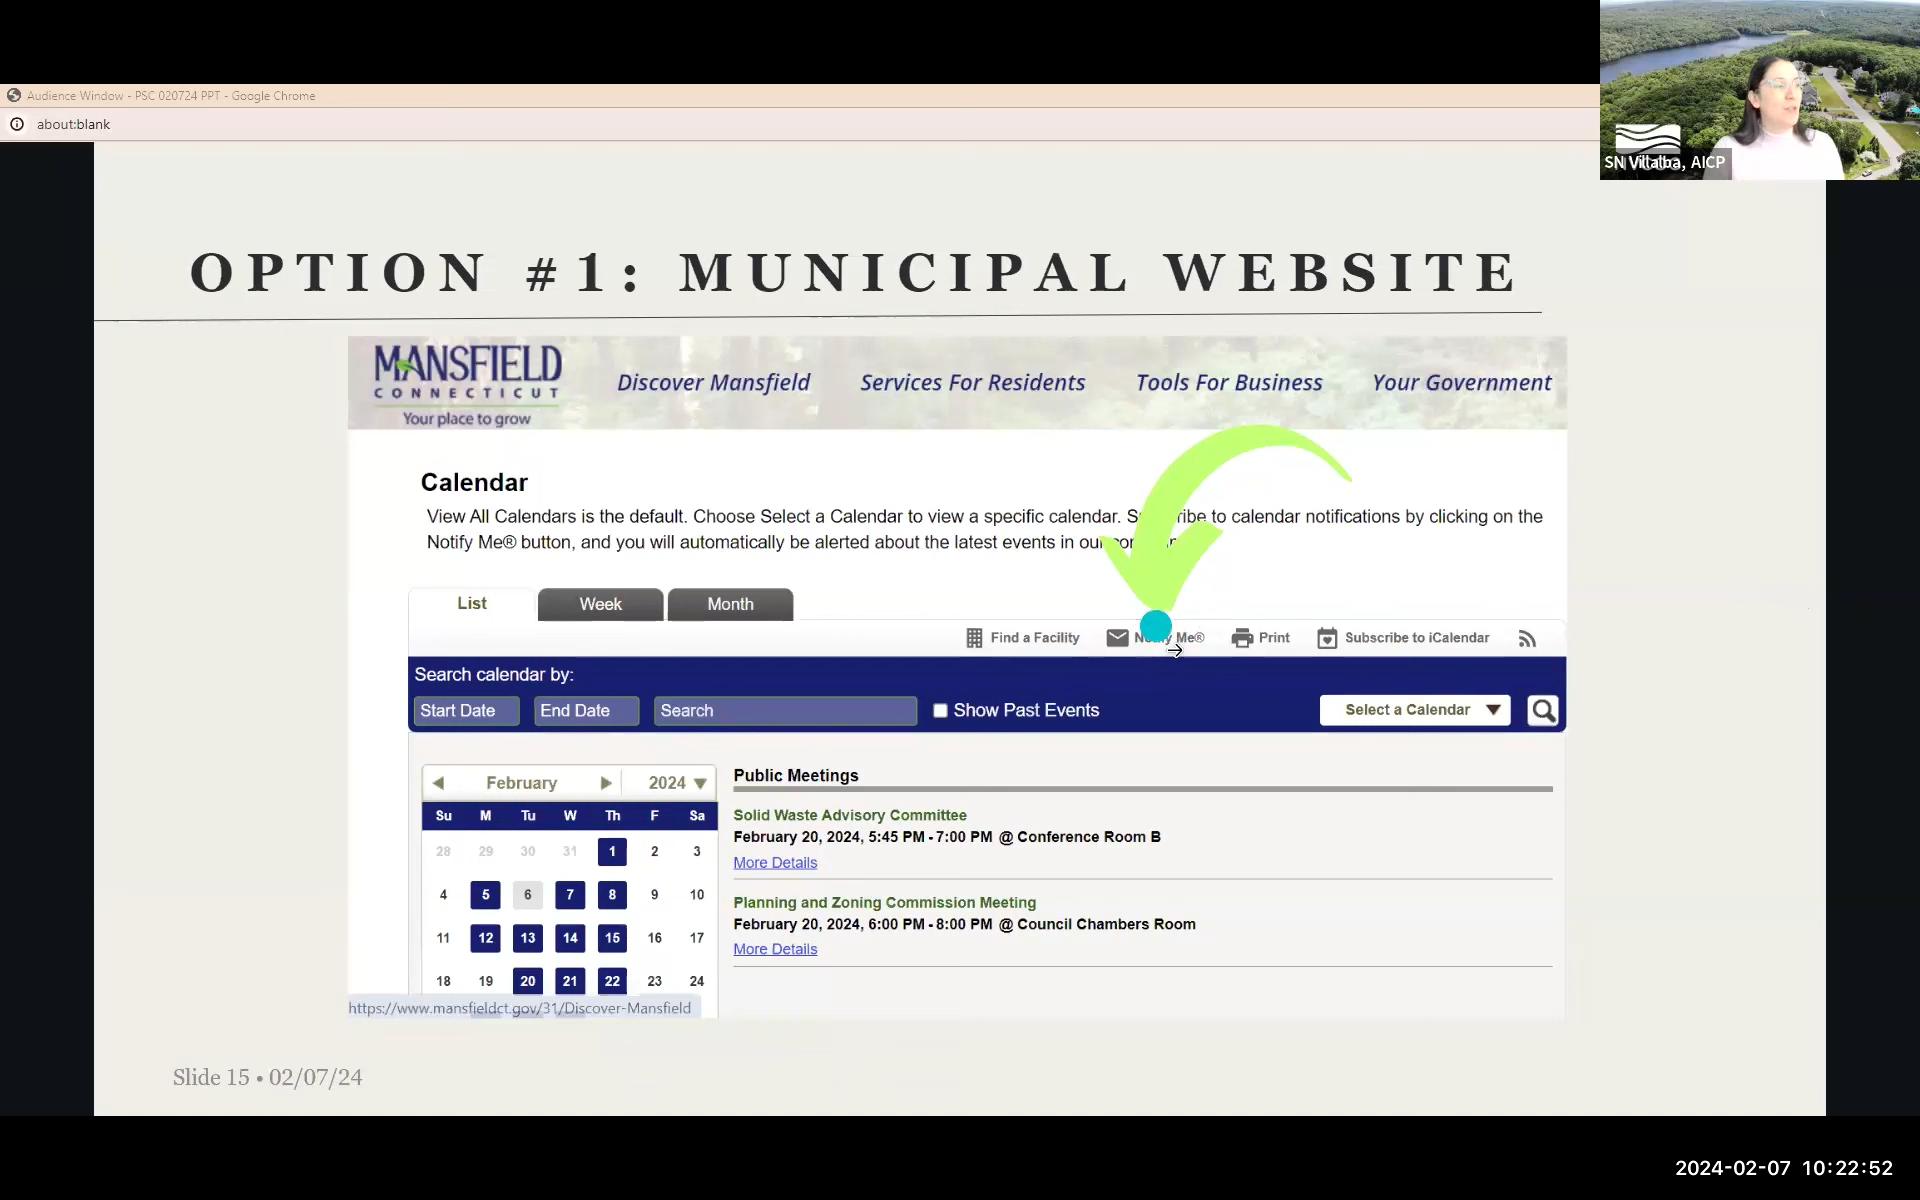 Audience Window - PSC 020724 PPT - Google Chrome
about:blank
SN Villalba, AICP
OPTION #1: MUNICIPAL WEBSITE
MANSFIELD
CONNECTICUT
Your place to grow
Discover Mansfield
Services For Residents
Tools For Business
Your Government
Calendar
View All Calendars is the default. Choose Select a Calendar to view a specific calendar. to calendar notifications by clicking on the
Notify Me® button, and you will automatically be alerted about the latest events in our
List
Week
Month
Find a Facility
Me®
Print
Subscribe to iCalendar
Search calendar by:
Start Date
End Date
Search
Show Past Events
Select a Calendar
February
2024
Su M Tu W Th F Sa
28 29 30 31 1 2 3
4 5 6 7 8 9 10
11 12 13 14 15 16 17
18 19 20 21 22 23 24
Public Meetings
Solid Waste Advisory Committee
February 20, 2024, 5:45 PM - 7:00 PM @ Conference Room B
More Details
Planning and Zoning Commission Meeting
February 20, 2024, 6:00 PM - 8:00 PM @ Council Chambers Room
More Details
https://www.mansfieldct.gov/31/Discover-Mansfield
Slide 15 • 02/07/24
2024-02-07 10:22:52